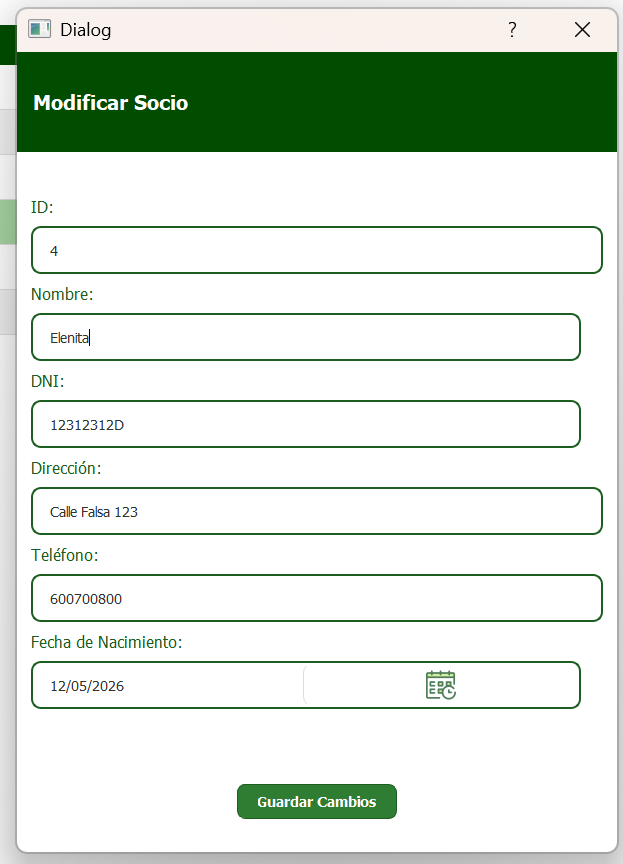 Dialog
?
Modificar Socio
ID:
4
Nombre:
Elenita
DNI:
12312312D
Dirección:
Calle Falsa 123
Teléfono:
600700800
Fecha de Nacimiento:
12/05/2026
Guardar Cambios